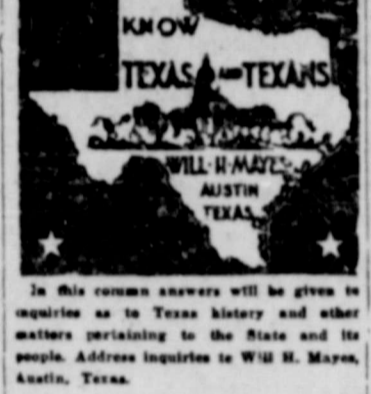 KNOW
TEXAS AND TEXANS
WILL H. MAYES
AUSTIN
TEXAS
In this column answers will be given to
inquiries as to Texas history and other
matters pertaining to the State and its
people. Address inquiries to Will H. Mayes,
Austin, Texas.